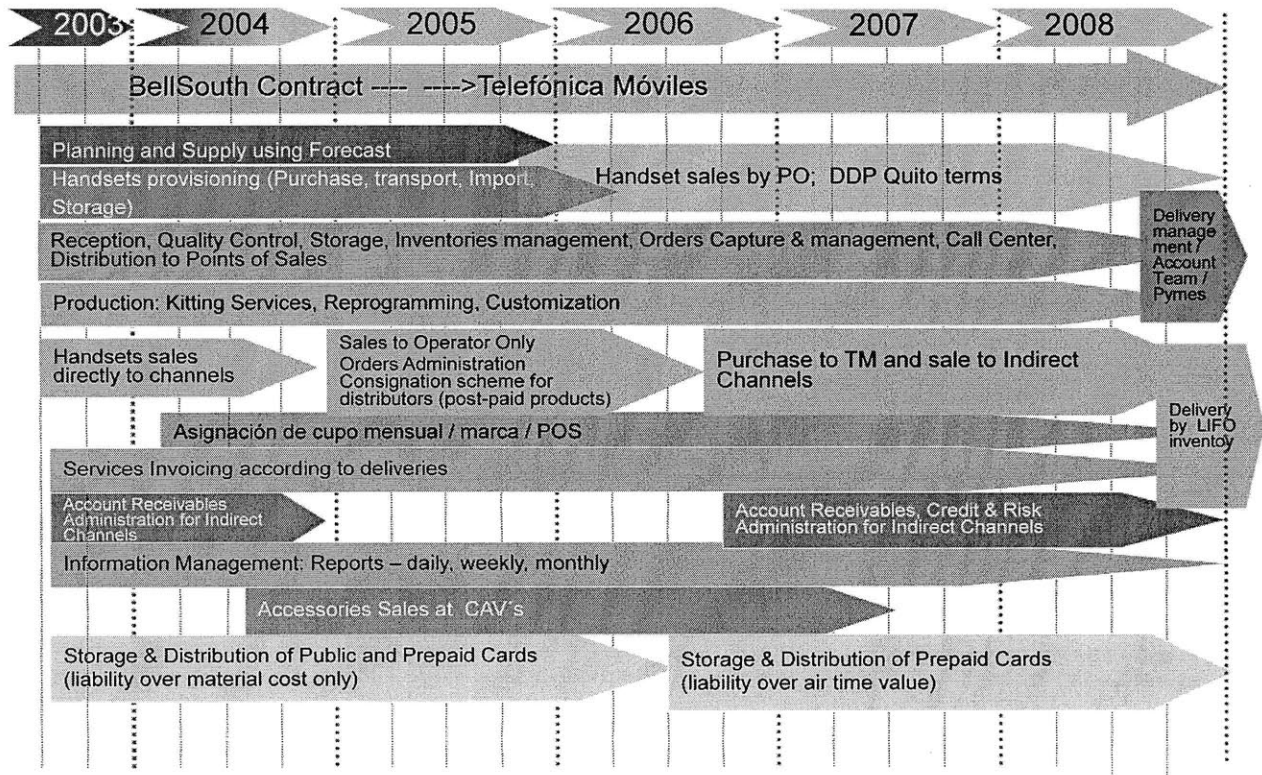 2003
2004
2005
2006
2007
2008
BellSouth Contract ---- ---->Telefónica Móviles
Planning and Supply using Forecast
Handsets provisioning (Purchase, transport, Import,
Storage)
Handset sales by PO; DDP Quito terms
Reception, Quality Control, Storage, Inventories management, Orders Capture & management, Call Center,
Distribution to Points of Sales
Delivery
manage
ment /
Account
Team /
Pymes
Production: Kitting Services, Reprogramming, Customization
Handsets sales
directly to channels
Sales to Operator Only
Orders Administration
Consignation scheme for
distributors (post-paid products)
Purchase to TM and sale to Indirect
Channels
Delivery
by LIFO
inventoy
Asignación de cupo mensual / marca / POS
Services Invoicing according to deliveries
Account Receivables
Administration for Indirect
Channels
Account Receivables, Credit & Risk
Administration for Indirect Channels
Information Management: Reports – daily, weekly, monthly
Accessories Sales at CAV´s
Storage & Distribution of Public and Prepaid Cards
(liability over material cost only)
Storage & Distribution of Prepaid Cards
(liability over air time value)